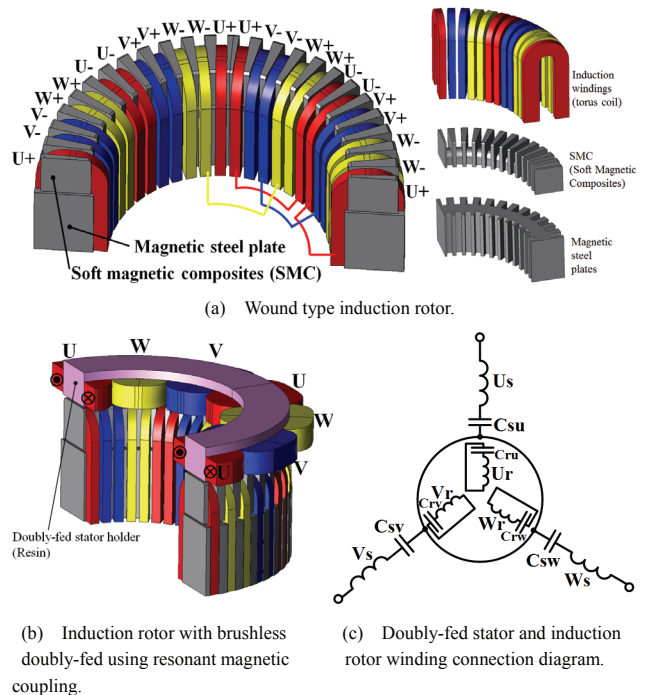 U+
V-
V-
W+
W+
U-
U-
V+
V+
W-
W-
U+
U+
V-
V-
W+
W+
U-
U-
V+
V+
W-
W-
U+
Magnetic steel plate
Soft magnetic composites (SMC)
Induction
windings
(torus coil)
SMC
(Soft Magnetic
Composites)
Magnetic
steel
plates
(a) Wound type induction rotor.
U
W
V
U
W
V
U
Doubly-fed stator holder
(Resin)
(b) Induction rotor with brushless
doubly-fed using resonant magnetic
coupling.
Us
Csu
Cru
Ur
Vr
Crv
Wr
Crw
Csv
Vs
Csw
Ws
(c) Doubly-fed stator and induction
rotor winding connection diagram.